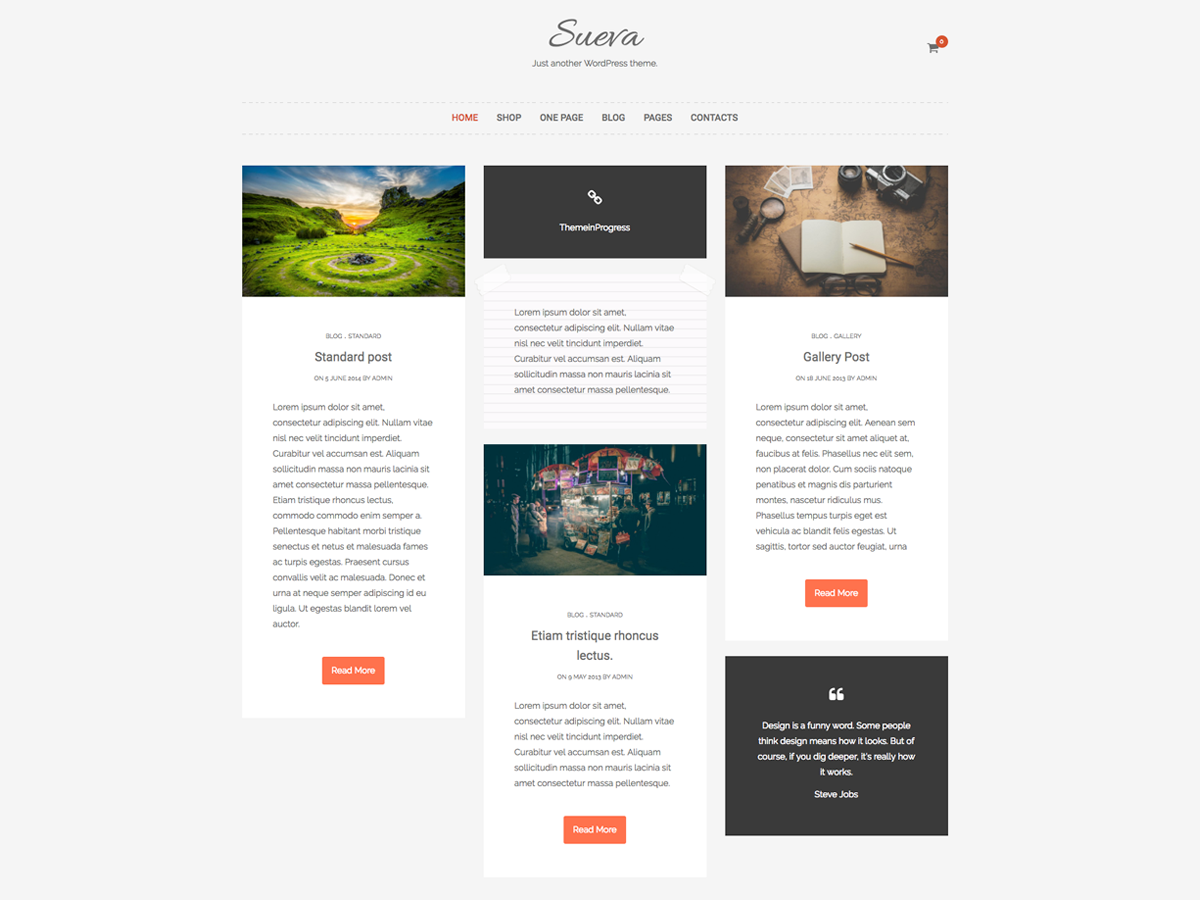 Sueva
Just another WordPress theme.
0
HOME SHOP ONE PAGE BLOG PAGES CONTACTS
BLOG . STANDARD
Standard post
ON 5 JUNE 2014 BY ADMIN
Lorem ipsum dolor sit amet,
consectetur adipiscing elit. Nullam vitae
nisl nec velit tincidunt imperdiet.
Curabitur vel accumsan est. Aliquam
sollicitudin massa non mauris lacinia sit
amet consectetur massa pellentesque.
Etiam tristique rhoncus lectus,
commodo commodo enim semper a.
Pellentesque habitant morbi tristique
senectus et netus et malesuada fames
ac turpis egestas. Praesent cursus
convallis velit ac malesuada. Donec et
urna at neque semper adipiscing id eu
ligula. Ut egestas blandit lorem vel
auctor.
Read More
ThemeinProgress
Lorem ipsum dolor sit amet,
consectetur adipiscing elit. Nullam vitae
nisl nec velit tincidunt imperdiet.
Curabitur vel accumsan est. Aliquam
sollicitudin massa non mauris lacinia sit
amet consectetur massa pellentesque.
BLOG . STANDARD
Etiam tristique rhoncus
lectus.
ON 9 MAY 2013 BY ADMIN
Lorem ipsum dolor sit amet,
consectetur adipiscing elit. Nullam vitae
nisl nec velit tincidunt imperdiet.
Curabitur vel accumsan est. Aliquam
sollicitudin massa non mauris lacinia sit
amet consectetur massa pellentesque.
Read More
BLOG . GALLERY
Gallery Post
ON 18 JUNE 2013 BY ADMIN
Lorem ipsum dolor sit amet,
consectetur adipiscing elit. Aenean sem
neque, consectetur sit amet aliquet at,
faucibus at felis. Phasellus nec elit sem,
non placerat dolor. Cum sociis natoque
penatibus et magnis dis parturient
montes, nascetur ridiculus mus.
Phasellus tempus turpis eget est
vehicula ac blandit felis egestas. Ut
sagittis, tortor sed auctor feugiat, urna
Read More
Design is a funny word. Some people
think design means how it looks. But of
course, if you dig deeper, it's really how
it works.
Steve Jobs